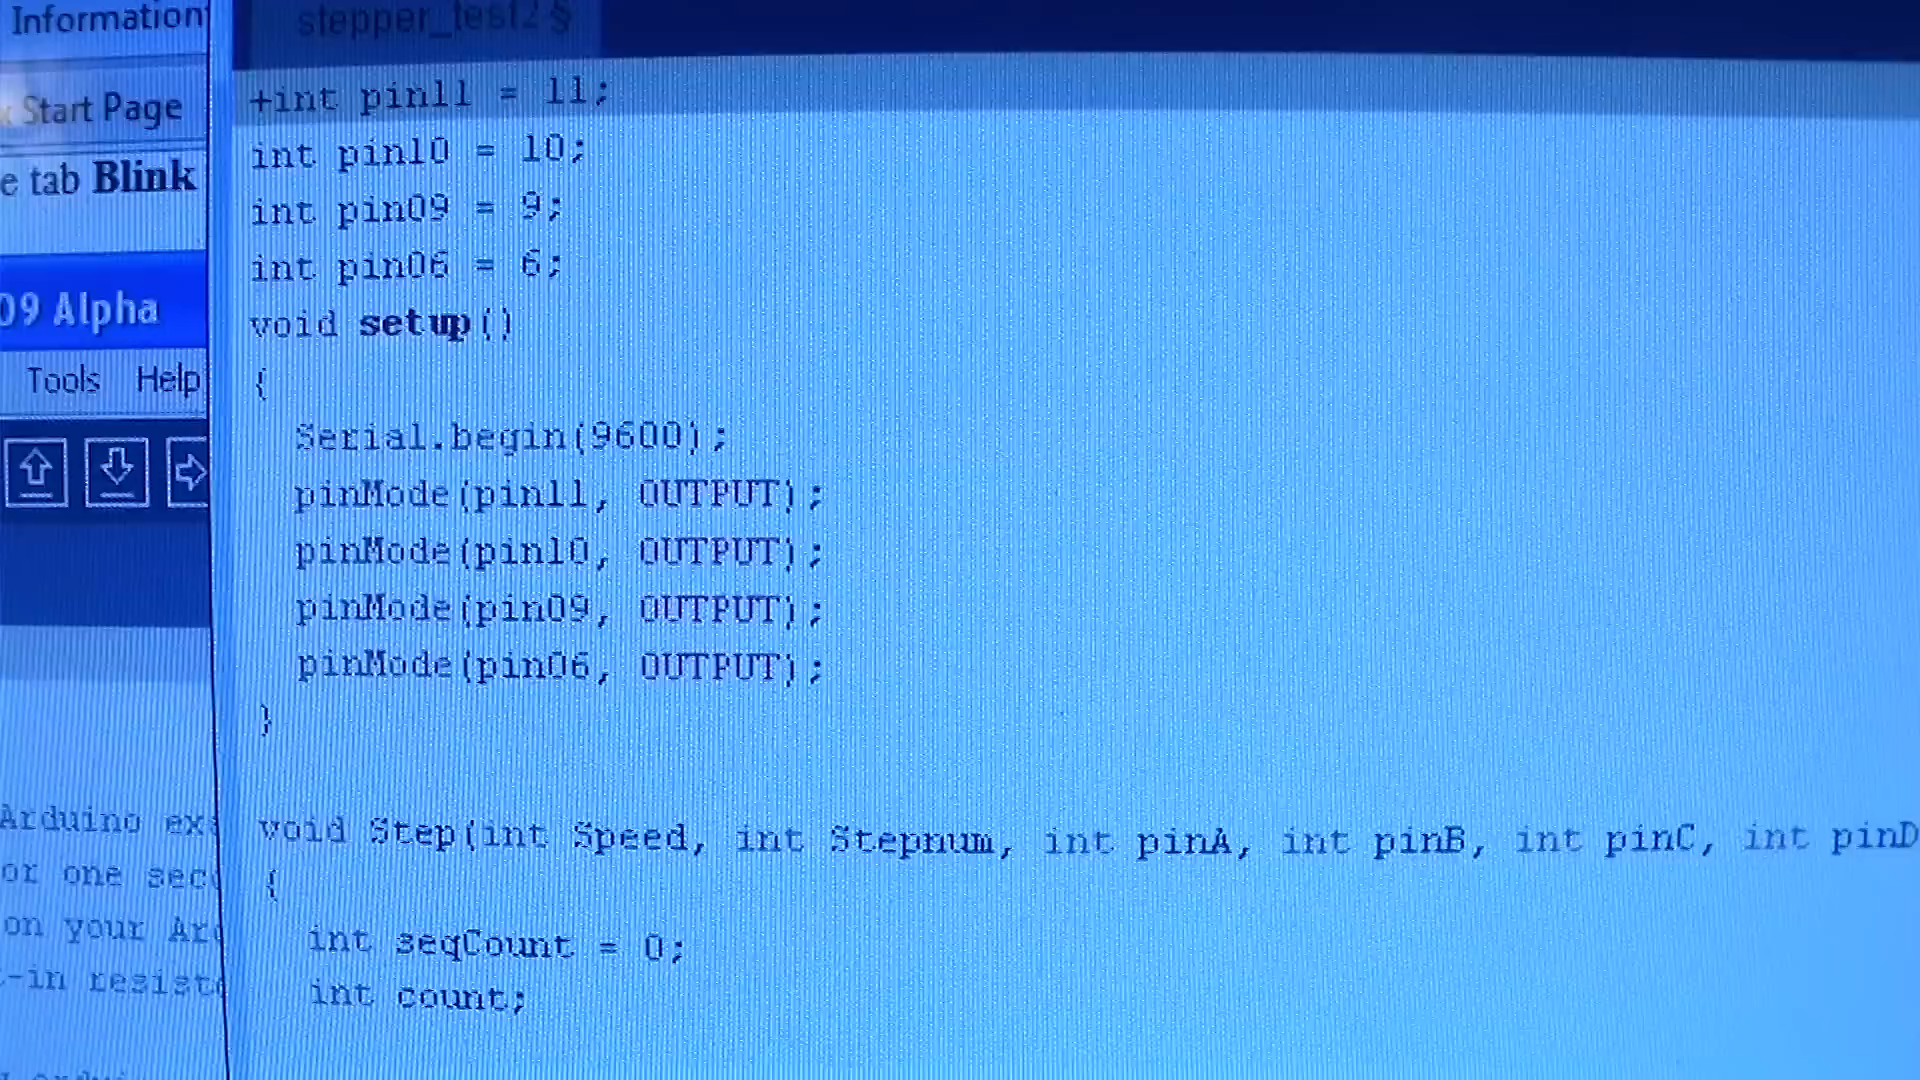 Information
Start Page
e tab Blink
09 Alpha
Tools Help
Arduino ex
or one sec
on your Ar
-in resist
stepper_test2 §
+int pin11 = 11;
int pin10 = 10;
int pin09 = 9;
int pin06 = 6;
void setup()
{
Serial.begin(9600);
pinMode(pin11, OUTPUT);
pinMode(pin10, OUTPUT);
pinMode(pin09, OUTPUT);
pinMode(pin06, OUTPUT);
}
void Step(int Speed, int Stepnum, int pinA, int pinB, int pinC, int pinD
{
int seqCount = 0;
int count;